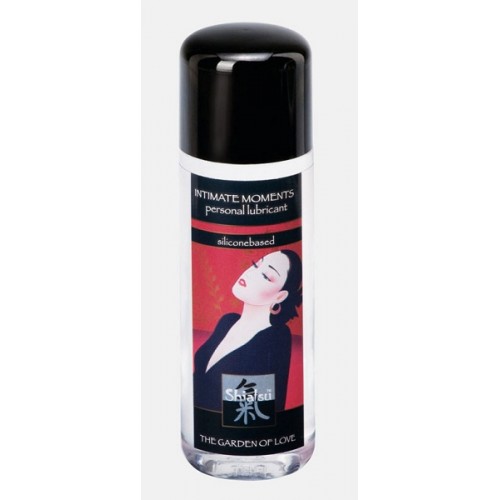 INTIMATE MOMENTS
personal lubricant
siliconebased
Shiatsu
氣
THE GARDEN OF LOVE